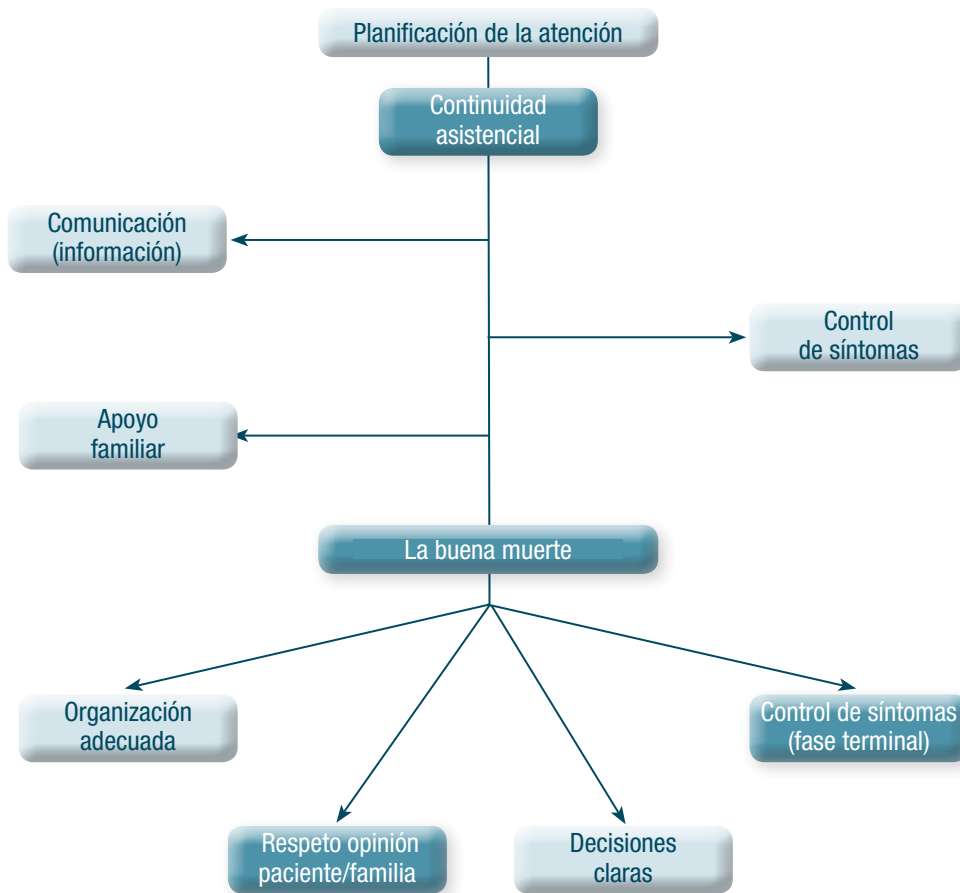 Planificación de la atención
Continuidad
asistencial
Comunicación
(información)
Control
de síntomas
Apoyo
familiar
La buena muerte
Organización
adecuada
Control de síntomas
(fase terminal)
Respeto opinión
paciente/familia
Decisiones
claras